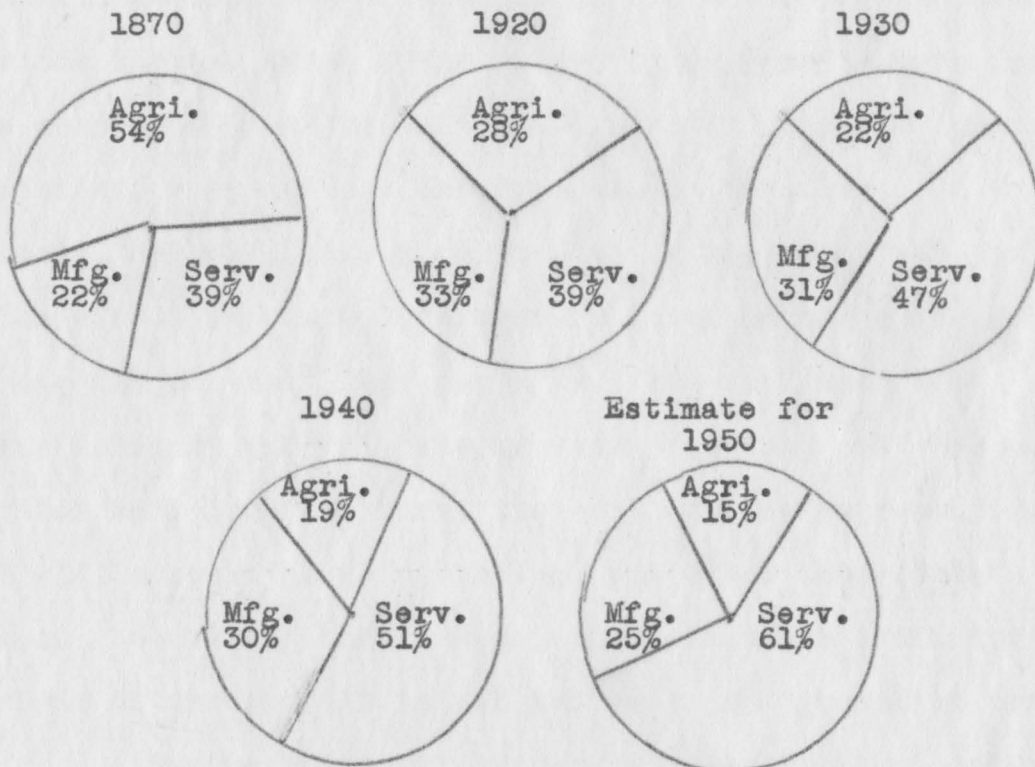 1870
Agri.
54%
Mfg.
22%
Serv.
39%
1920
Agri.
28%
Mfg.
33%
Serv.
39%
1930
Agri.
22%
Mfg.
31%
Serv.
47%
1940
Agri.
19%
Mfg.
30%
Serv.
51%
Estimate for
1950
Agri.
15%
Mfg.
25%
Serv.
61%